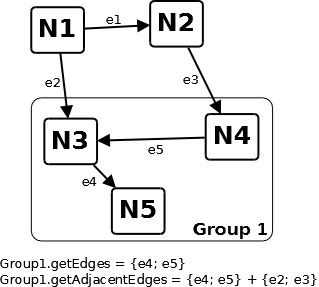 N1
e1
N2
e2
e3
N3
N4
e5
e4
N5
Group 1
Group1.getEdges = {e4; e5}
Group1.getAdjacentEdges = {e4; e5} + {e2; e3}